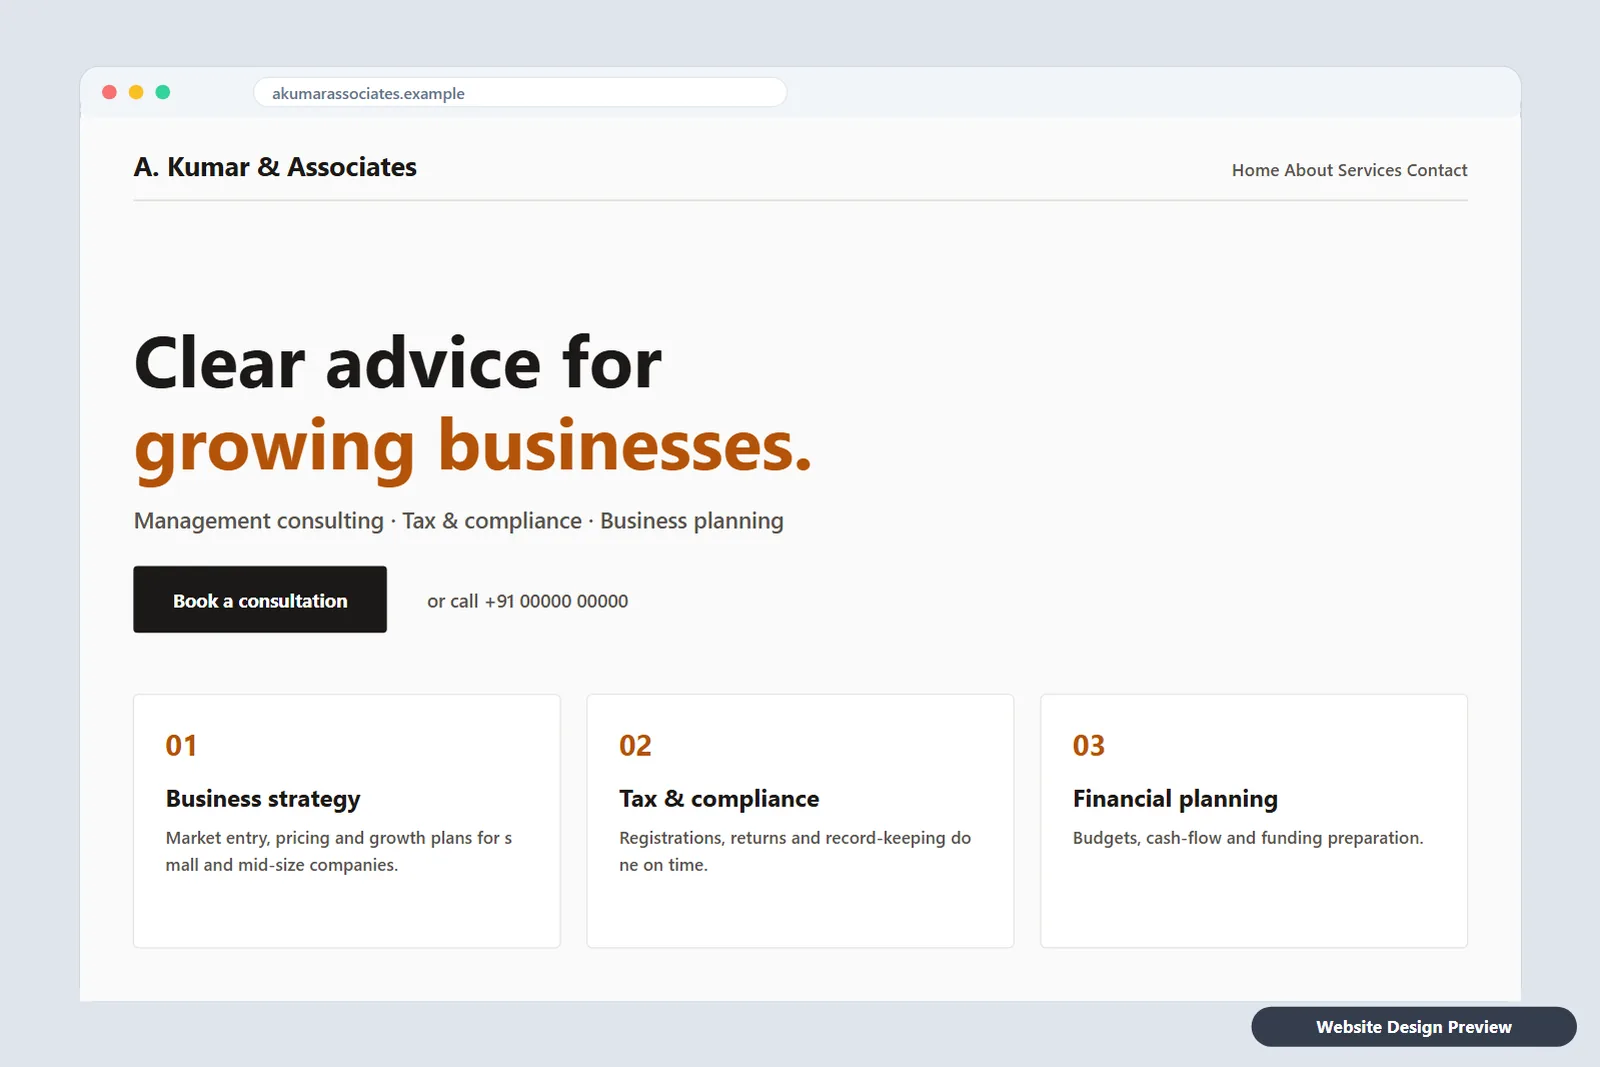 akumarassociates.example
A. Kumar & Associates
Home About Services Contact
Clear advice for
growing businesses.
Management consulting · Tax & compliance · Business planning
Book a consultation
or call +91 00000 00000
01
Business strategy
Market entry, pricing and growth plans for s
mall and mid-size companies.
02
Tax & compliance
Registrations, returns and record-keeping do
ne on time.
03
Financial planning
Budgets, cash-flow and funding preparation.
Website Design Preview